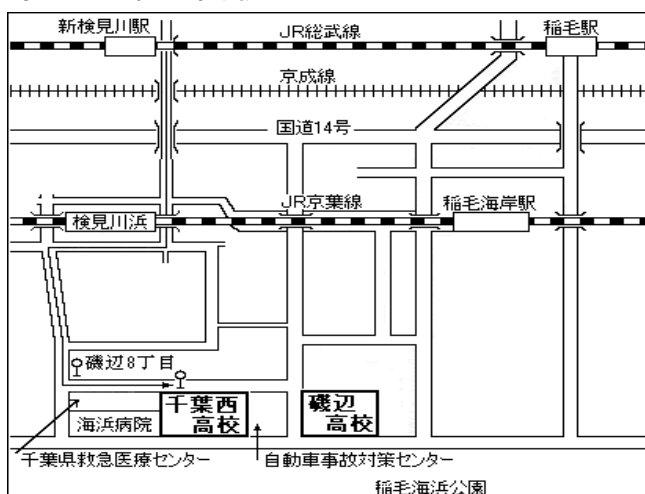 新検見川駅
JR総武線
稲毛駅
京成線
国道14号
JR京葉線
検見川浜
稲毛海岸駅
磯辺8丁目
千葉西
高校
磯辺
高校
海浜病院
千葉県救急医療センター
自動車事故対策センター
稲毛海浜公園